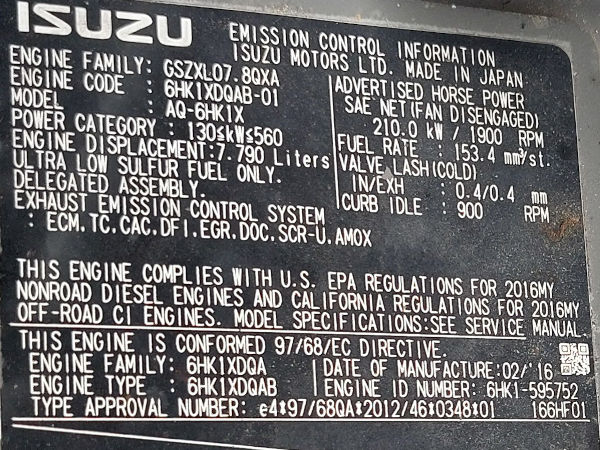 ISUZU
EMISSION CONTROL INFORMATION
ISUZU MOTORS LTD. MADE IN JAPAN
ENGINE FAMILY: GSZXL07.8QXA
ENGINE CODE : 6HK1XDQAB-01
MODEL : AQ-6HK1X
POWER CATEGORY : 130≤kW≤560
ENGINE DISPLACEMENT:7.790 Liters
ULTRA LOW SULFUR FUEL ONLY.
DELEGATED ASSEMBLY.
EXHAUST EMISSION CONTROL SYSTEM
: ECM.TC.CAC.DFI.EGR.DOC.SCR-U.AMOX
ADVERTISED HORSE POWER
SAE NET(FAN DISENGAGED)
210.0 kW / 1900 RPM
FUEL RATE : 153.4 mm³/st.
VALVE LASH(COLD)
IN/EXH : 0.4/0.4 mm
CURB IDLE : 900 RPM
THIS ENGINE COMPLIES WITH U.S. EPA REGULATIONS FOR 2016MY
NONROAD DIESEL ENGINES AND CALIFORNIA REGULATIONS FOR 2016MY
OFF-ROAD CI ENGINES. MODEL SPECIFICATIONS:SEE SERVICE MANUAL.
THIS ENGINE IS CONFORMED 97/68/EC DIRECTIVE.
ENGINE FAMILY: 6HK1XDQA
DATE OF MANUFACTURE:02/'16
ENGINE TYPE : 6HK1XDQAB
ENGINE ID NUMBER: 6HK1-595752
TYPE APPROVAL NUMBER: e4*97/68QA*2012/46*0348*01
166HF01